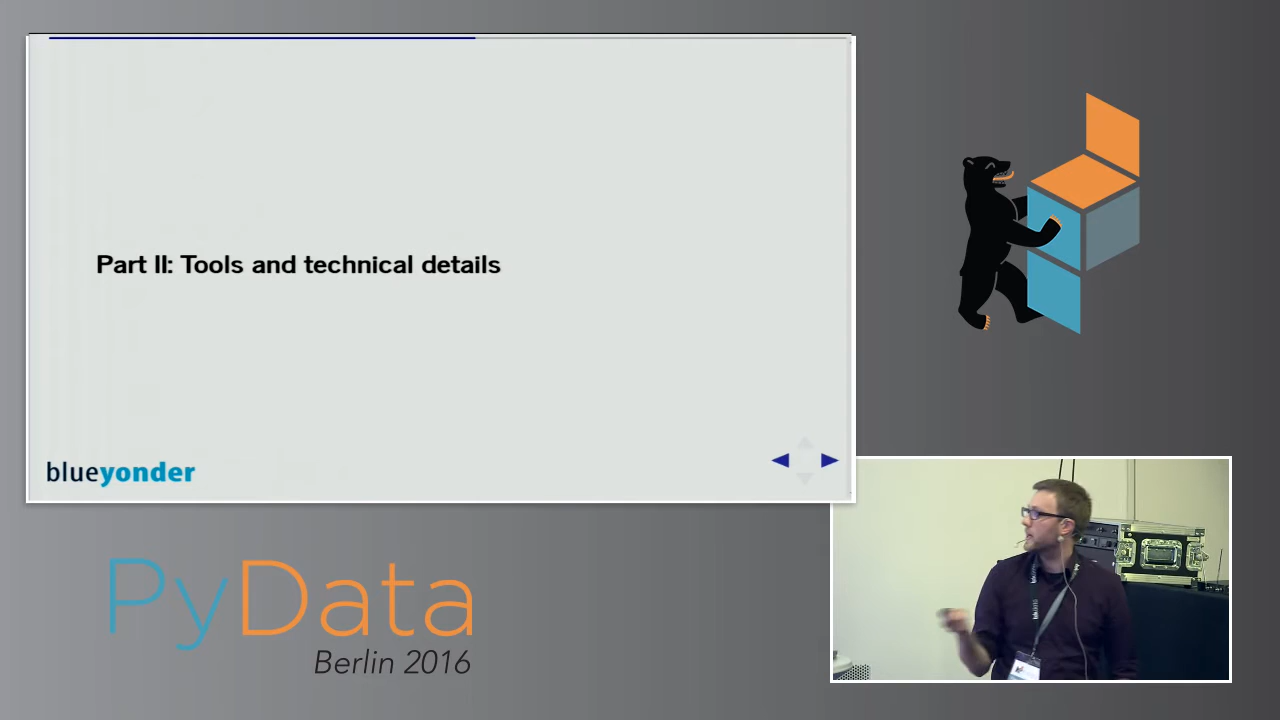 Part II: Tools and technical details
blueyonder
PyData
Berlin 2016